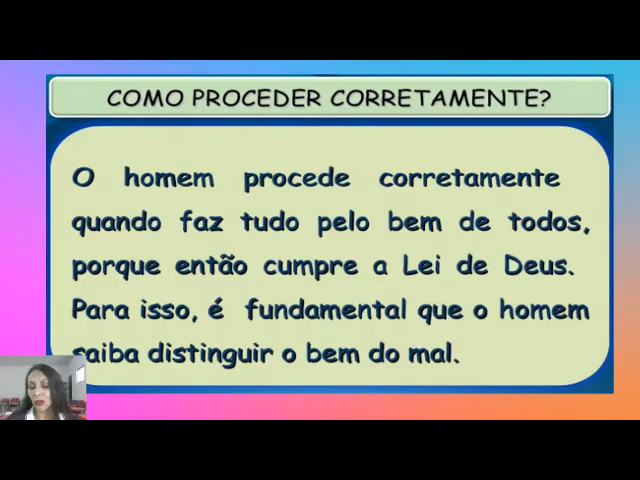 COMO PROCEDER CORRETAMENTE?
O homem procede corretamente
quando faz tudo pelo bem de todos,
porque então cumpre a Lei de Deus.
Para isso, é fundamental que o homem
saiba distinguir o bem do mal.